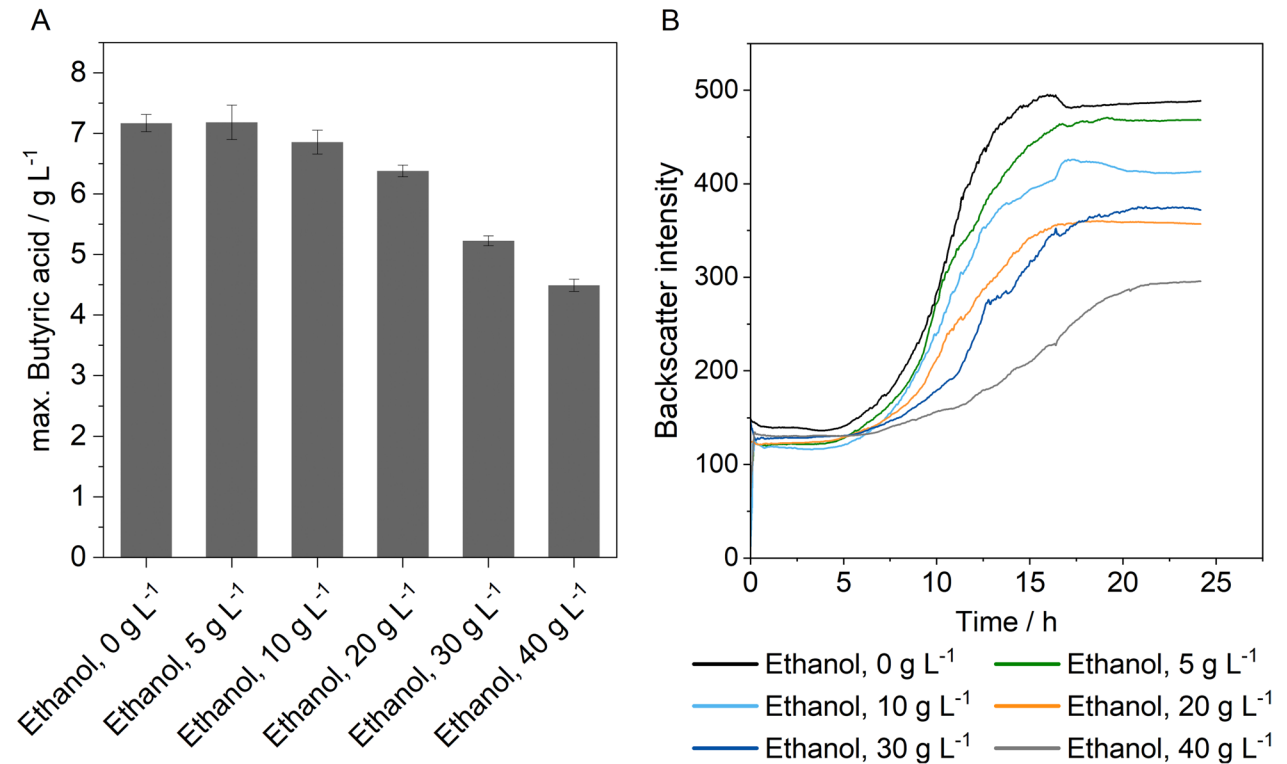 A
max. Butyric acid / g L⁻¹
8
7
6
5
4
3
2
1
0
Ethanol, 0 g L⁻¹
Ethanol, 5 g L⁻¹
Ethanol, 10 g L⁻¹
Ethanol, 20 g L⁻¹
Ethanol, 30 g L⁻¹
Ethanol, 40 g L⁻¹
B
Backscatter intensity
500
400
300
200
100
0
0 5 10 15 20 25
Time / h
Ethanol, 0 g L⁻¹ Ethanol, 5 g L⁻¹
Ethanol, 10 g L⁻¹ Ethanol, 20 g L⁻¹
Ethanol, 30 g L⁻¹ Ethanol, 40 g L⁻¹